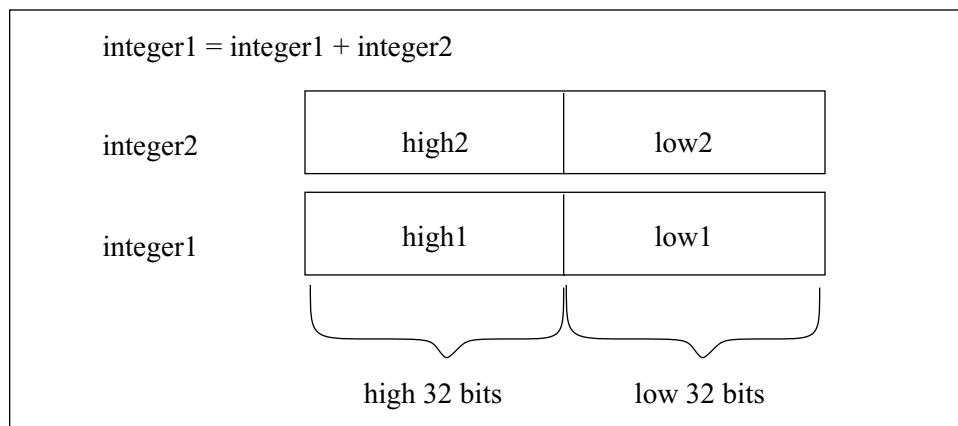 integer1 = integer1 + integer2
integer2 high2 low2
integer1 high1 low1
high 32 bits low 32 bits